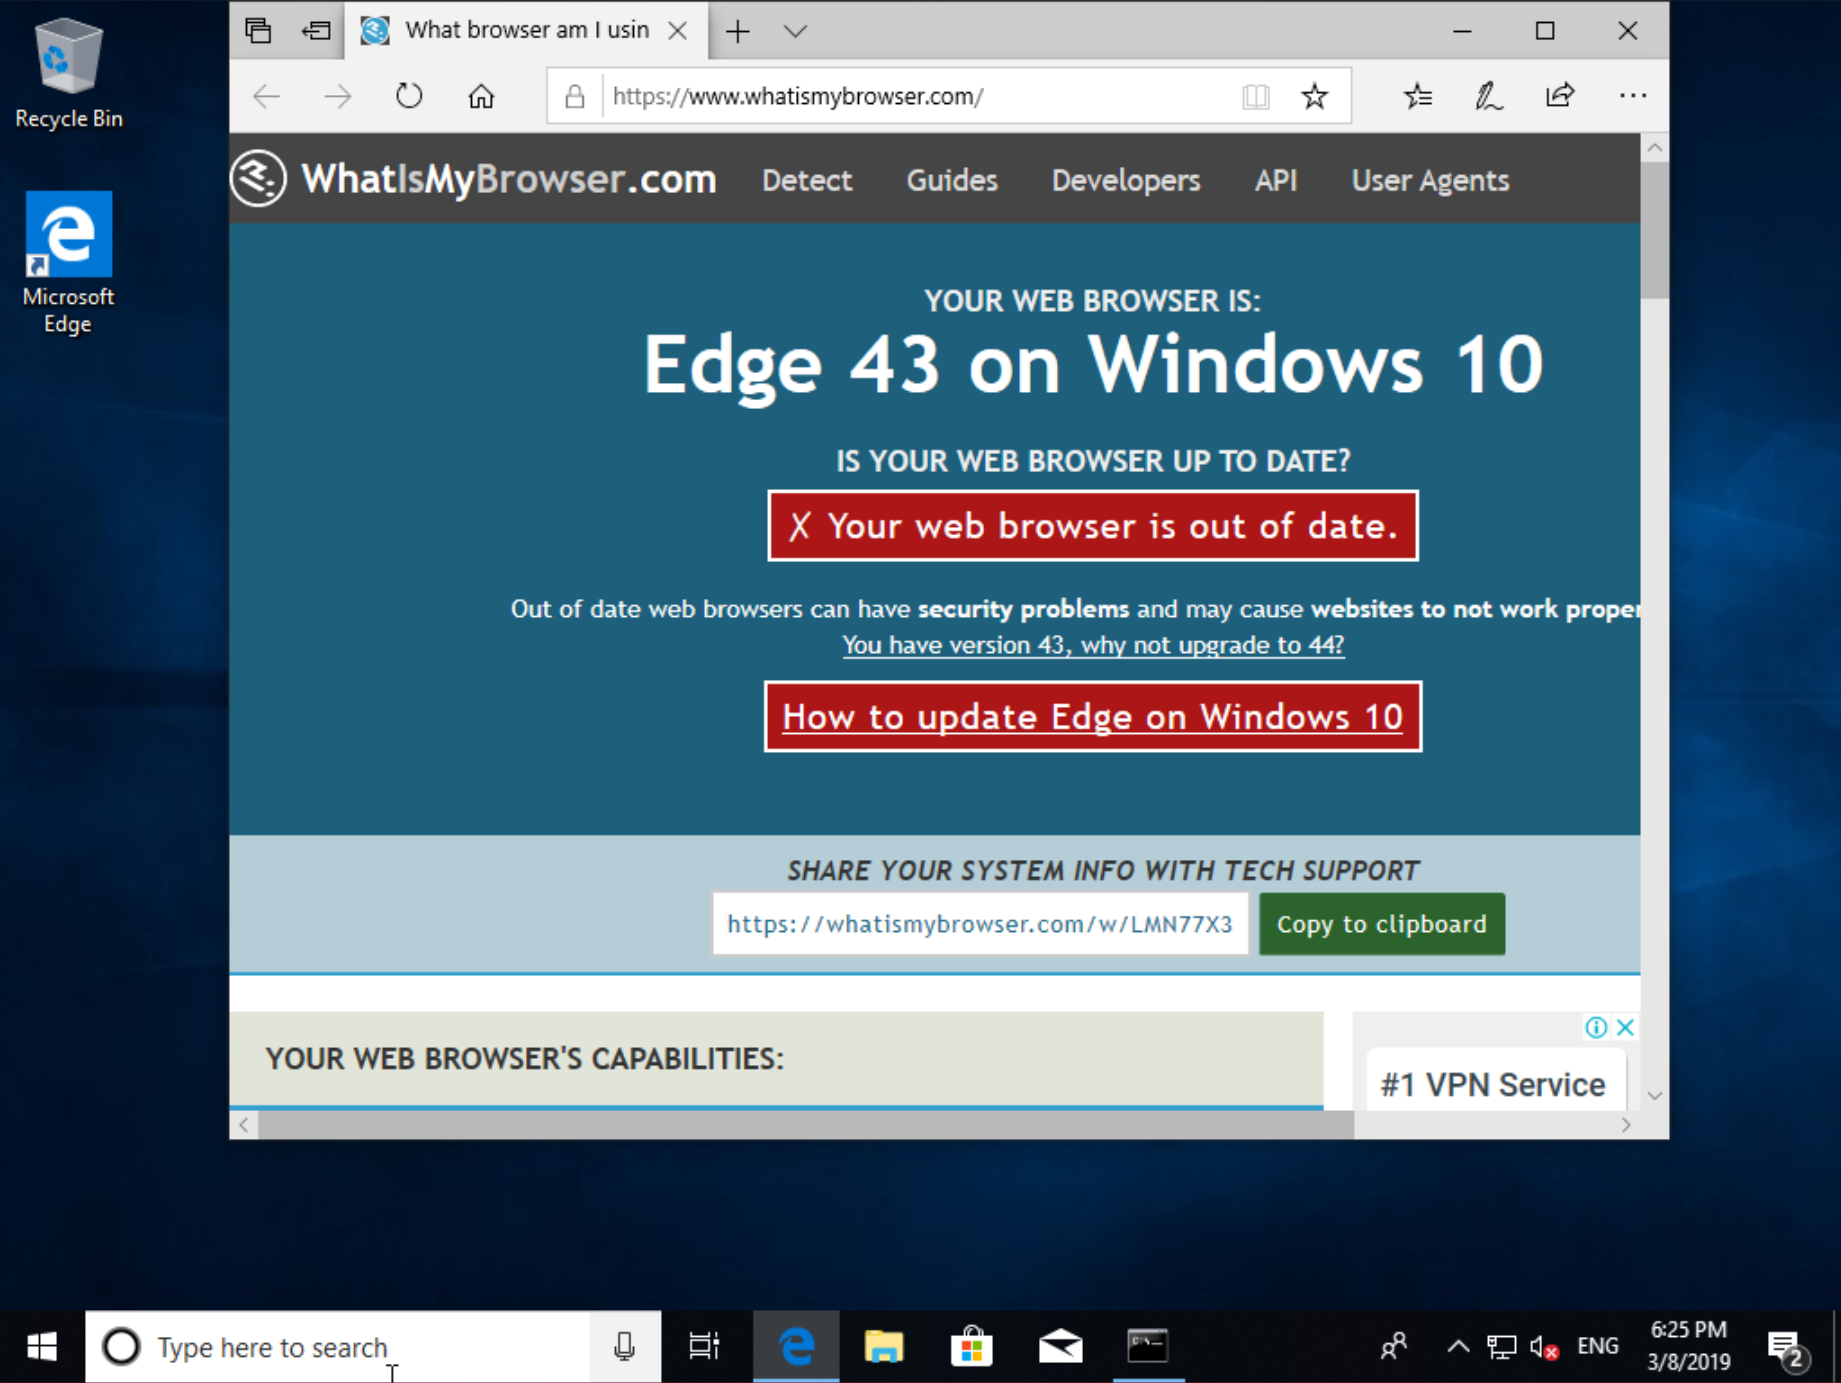 What browser am I usin
https://www.whatismybrowser.com/
Recycle Bin
Microsoft
Edge
WhatIsMyBrowser.com Detect Guides Developers API User Agents
YOUR WEB BROWSER IS:
Edge 43 on Windows 10
IS YOUR WEB BROWSER UP TO DATE?
✗ Your web browser is out of date.
Out of date web browsers can have security problems and may cause websites to not work proper
You have version 43, why not upgrade to 44?
How to update Edge on Windows 10
SHARE YOUR SYSTEM INFO WITH TECH SUPPORT
https://whatismybrowser.com/w/LMN77X3 Copy to clipboard
YOUR WEB BROWSER'S CAPABILITIES:
#1 VPN Service
Type here to search
ENG
6:25 PM
3/8/2019
2